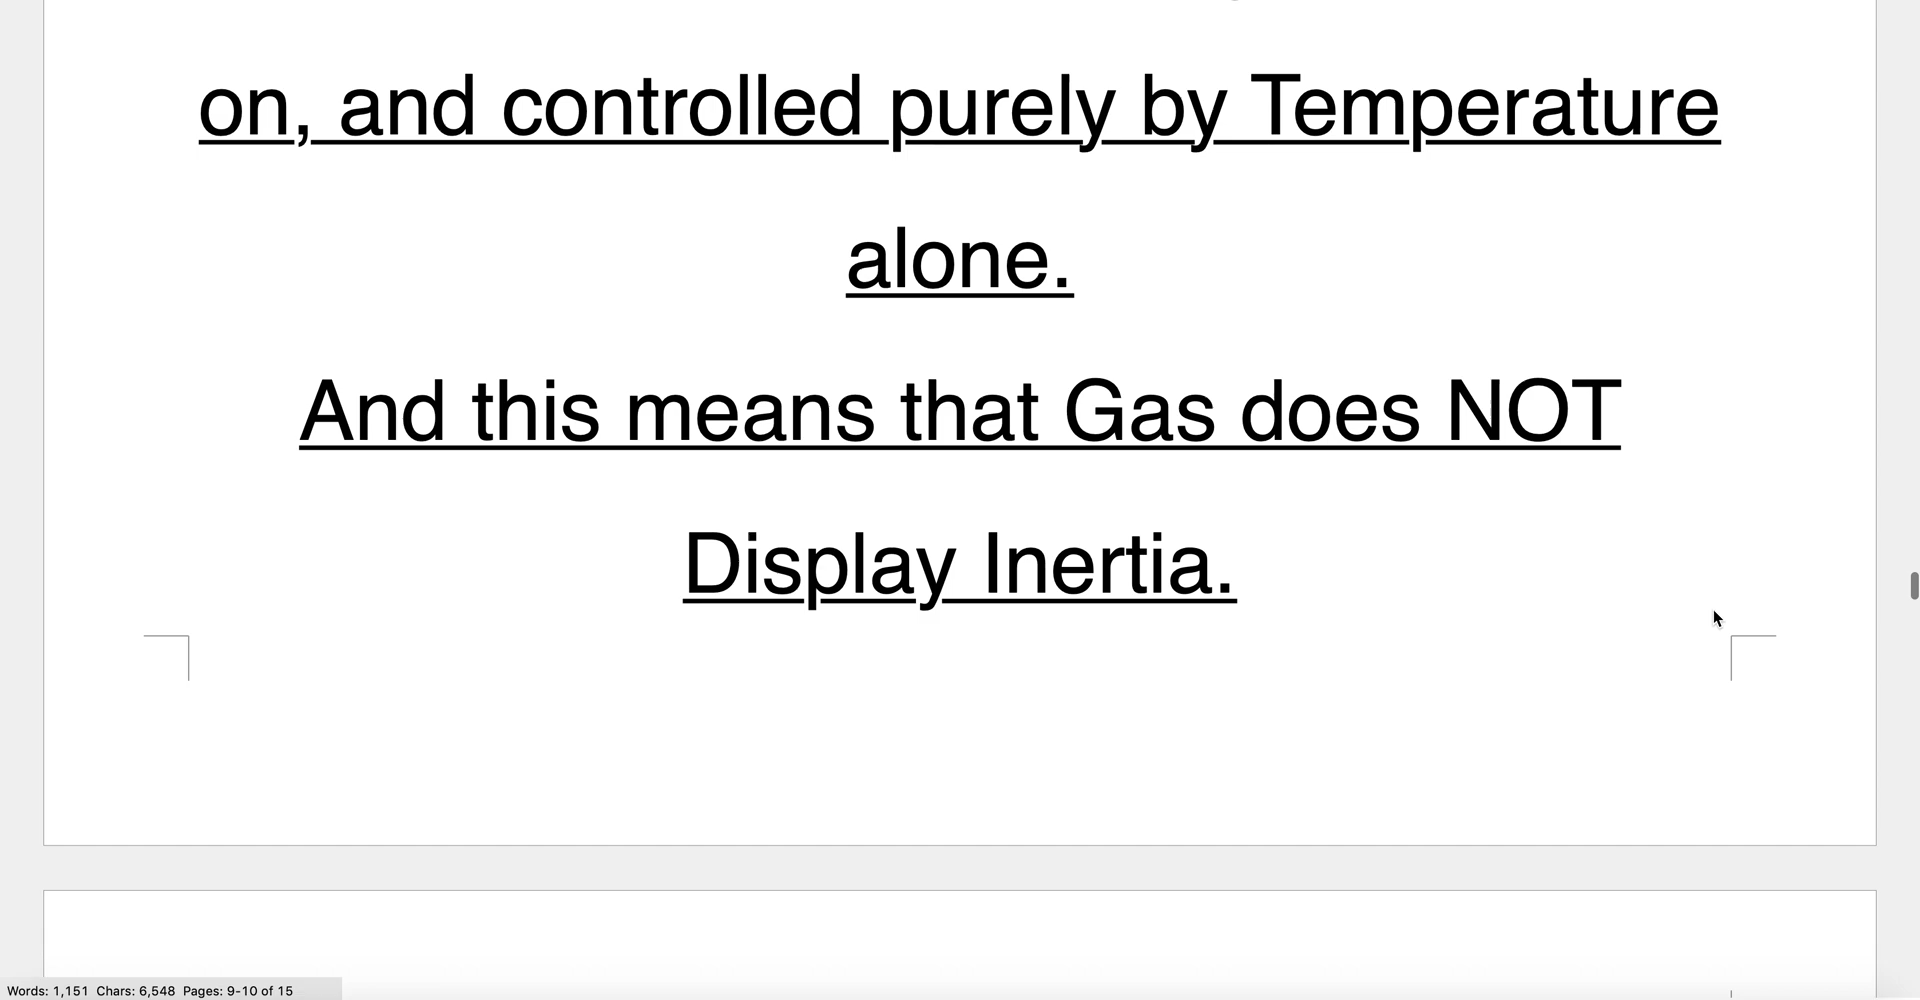 on, and controlled purely by Temperature
alone.
And this means that Gas does NOT
Display Inertia.
Words: 1,151 Chars: 6,548 Pages: 9-10 of 15